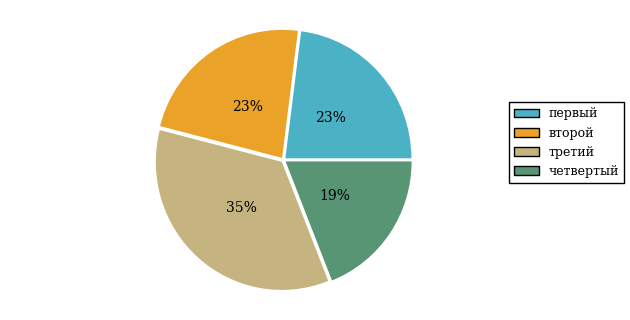 23%
23%
35%
19%
первый
второй
третий
четвертый